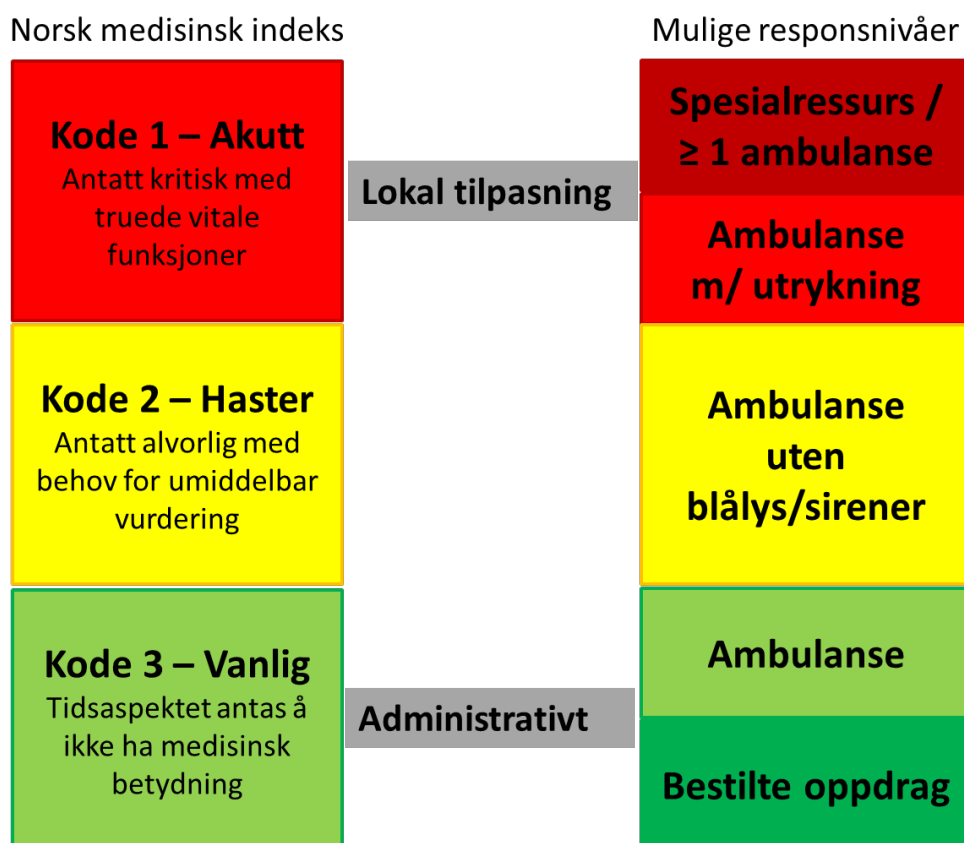 Norsk medisinsk indeks
Kode 1 – Akutt
Antatt kritisk med
truede vitale
funksjoner
Kode 2 – Haster
Antatt alvorlig med
behov for umiddelbar
vurdering
Kode 3 – Vanlig
Tidsaspektet antas å
ikke ha medisinsk
betydning
Lokal tilpasning
Administrativt
Mulige responsnivåer
Spesialressurs /
≥ 1 ambulanse
Ambulanse
m/ utrykning
Ambulanse
uten
blålys/sirener
Ambulanse
Bestilte oppdrag